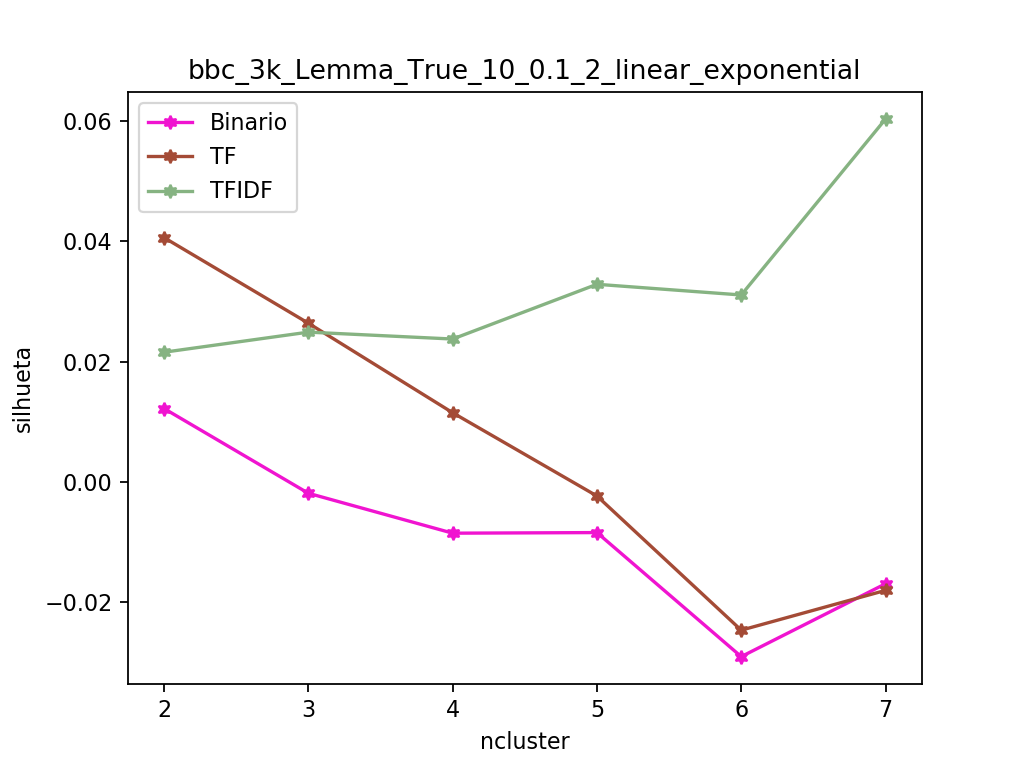 bbc_3k_Lemma_True_10_0.1_2_linear_exponential
Binario
TF
TFIDF
0.06
0.04
0.02
0.00
−0.02
silhueta
2 3 4 5 6 7
ncluster